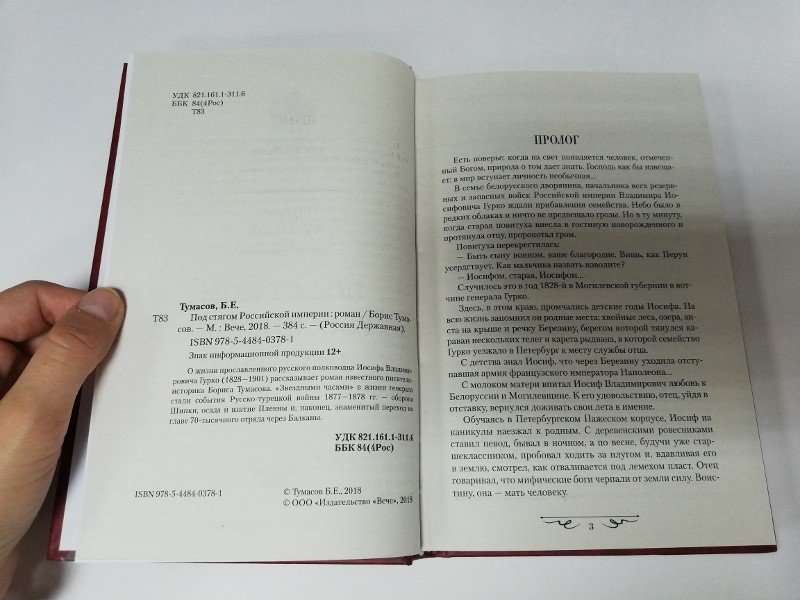 УДК 821.161.1-311.6
ББК 84(4Рос)
Т83
Тумасов, Б.Е.
Т83 Под стягом Российской империи : роман / Борис Тума-
сов. — М. : Вече, 2018. — 384 с. — (Россия Державная).
ISBN 978-5-4484-0378-1
Знак информационной продукции 12+
О жизни прославленного русского полководца Иосифа Владими-
ровича Гурко (1828—1901) рассказывает роман известного писателя-
историка Бориса Тумасова. «Звездными часами» в жизни генерала
стали события Русско-турецкой войны 1877—1878 гг. — оборона
Шипки, осада и взятие Плевны и, наконец, знаменитый переход во
главе 70-тысячного отряда через Балканы.
УДК 821.161.1-311.6
ББК 84(4Рос)
ISBN 978-5-4484-0378-1
© Тумасов Б.Е., 2018
© ООО «Издательство «Вече», 2018
ПРОЛОГ
Есть поверье: когда на свет появляется человек, отмечен-
ный Богом, природа о том дает знать. Господь как бы извеща-
ет: в мир вступает личность необычная...
В семье белорусского дворянина, начальника всех резерв-
ных и запасных войск Российской империи Владимира Ио-
сифовича Гурко ждали прибавления семейства. Небо было в
редких облаках и ничто не предвещало грозы. Но в ту минуту,
когда старая повитуха внесла в гостиную новорожденного и
протянула отцу, пророкотал гром.
Повитуха перекрестилась:
— Быть сыну воином, ваше благородие. Вишь, как Перун
усердствует. Как мальчика назвать изволите?
— Иосифом, старая, Иосифом...
Случилось это в год 1828-й в Могилевской губернии в вот-
чине генерала Гурко.
Здесь, в этом краю, промчались детские годы Иосифа. На
всю жизнь запомнил он родные места: хвойные леса, озера, аи-
ста на крыше и речку Березину, берегом которой тянулся кара-
ван нескольких телег и карета рыдвана, в которой семейство
Гурко уезжало в Петербург к месту службы отца.
С детства знал Иосиф, что через Березину уходила отсту-
павшая армия французского императора Наполеона...
С молоком матери впитал Иосиф Владимирович любовь к
Белоруссии и Могилевщине. К его удовольствию, отец, уйдя в
отставку, вернулся доживать свои лета в имение.
Обучаясь в Петербургском Пажеском корпусе, Иосиф на
каникулы наезжал к родным. С деревенскими ровесниками
ставил невод, бывал в ночном, а по весне, будучи уже стар-
шеклассником, пробовал ходить за плугом и, вдавливая его
в землю, смотрел, как отваливается под лемехом пласт. Отец
говаривал, что мифические боги черпали от земли силу. Воис-
тину, она — мать человеку.
3